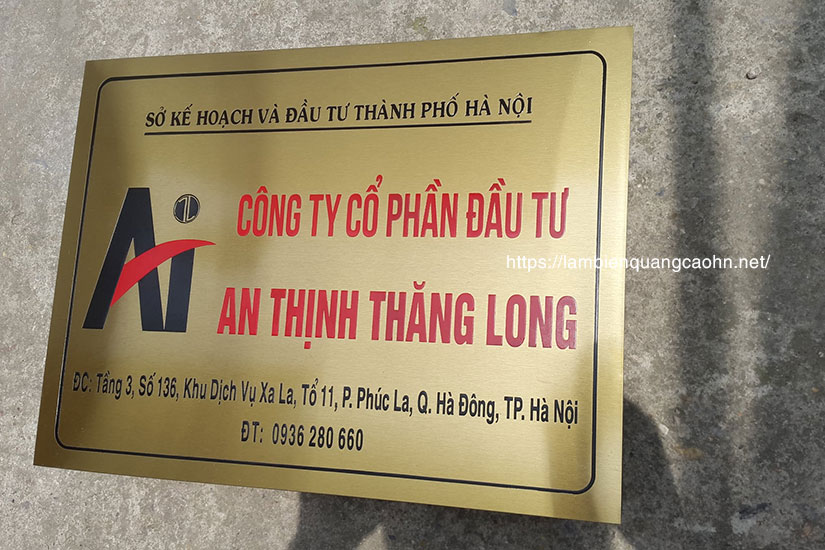 SỞ KẾ HOẠCH VÀ ĐẦU TƯ THÀNH PHỐ HÀ NỘI
Ai
CÔNG TY CỔ PHẦN ĐẦU TƯ
https://lambienquangcaohn.net/
AN THỊNH THĂNG LONG
ĐC: Tầng 3, Số 136, Khu Dịch Vụ Xa La, Tổ 11, P. Phúc La, Q. Hà Đông, TP. Hà Nội
ĐT: 0936 280 660